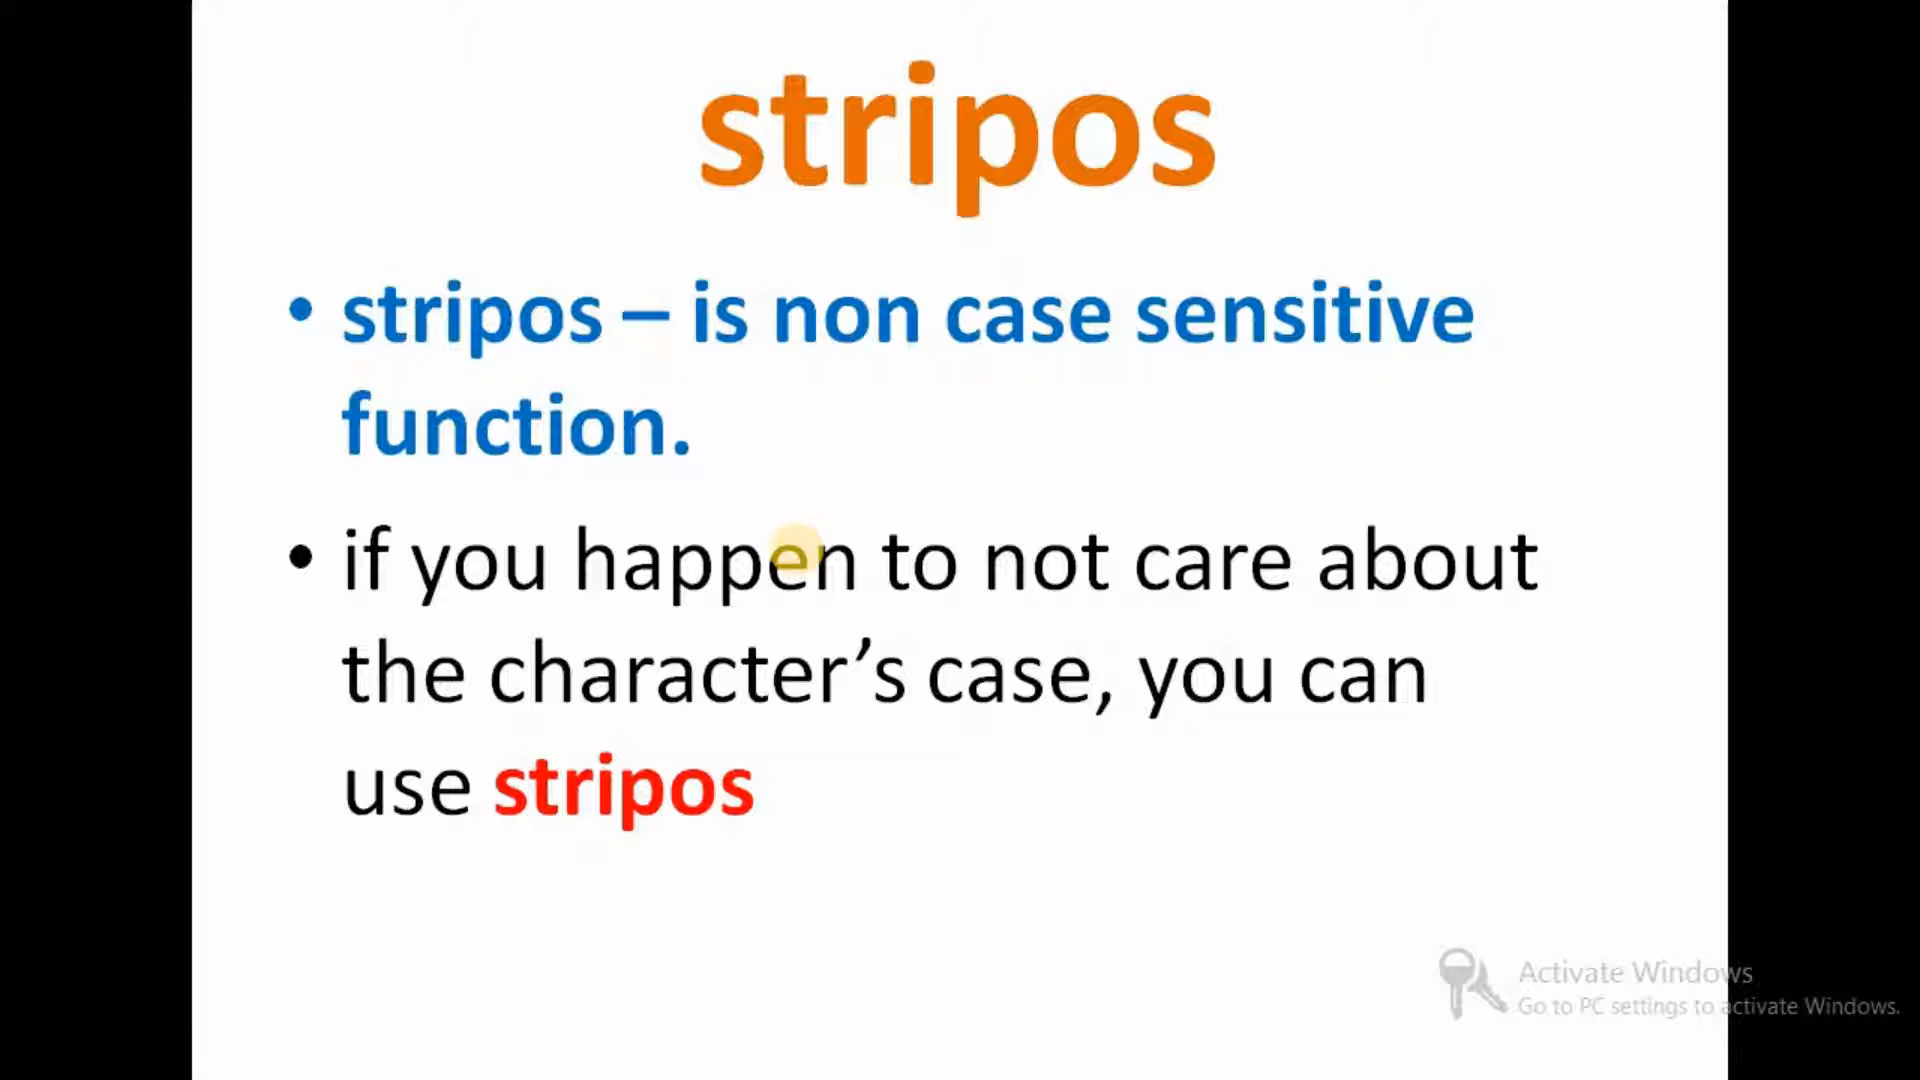 stripos
• stripos – is non case sensitive
function.
• if you happen to not care about
the character’s case, you can
use stripos
Activate Windows
Go to PC settings to activate Windows.